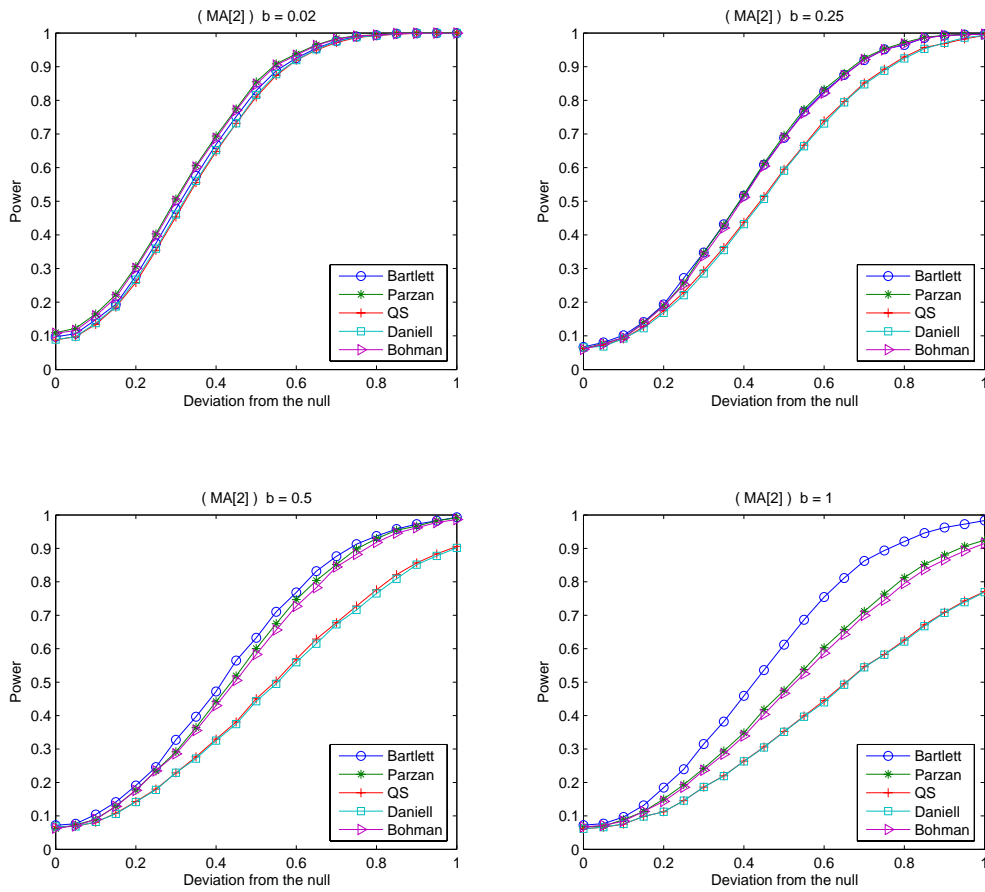 ( MA[2] )  b = 0.02
1
0.9
0.8
0.7
0.6
0.5
0.4
0.3
0.2
0.1
0
Power
0
0.2
0.4
0.6
0.8
1
Deviation from the null
Bartlett
Parzan
QS
Daniell
Bohman
( MA[2] )  b = 0.25
1
0.9
0.8
0.7
0.6
0.5
0.4
0.3
0.2
0.1
0
Power
0
0.2
0.4
0.6
0.8
1
Deviation from the null
Bartlett
Parzan
QS
Daniell
Bohman
( MA[2] )  b = 0.5
1
0.9
0.8
0.7
0.6
0.5
0.4
0.3
0.2
0.1
0
Power
0
0.2
0.4
0.6
0.8
1
Deviation from the null
Bartlett
Parzan
QS
Daniell
Bohman
( MA[2] )  b = 1
1
0.9
0.8
0.7
0.6
0.5
0.4
0.3
0.2
0.1
0
Power
0
0.2
0.4
0.6
0.8
1
Deviation from the null
Bartlett
Parzan
QS
Daniell
Bohman